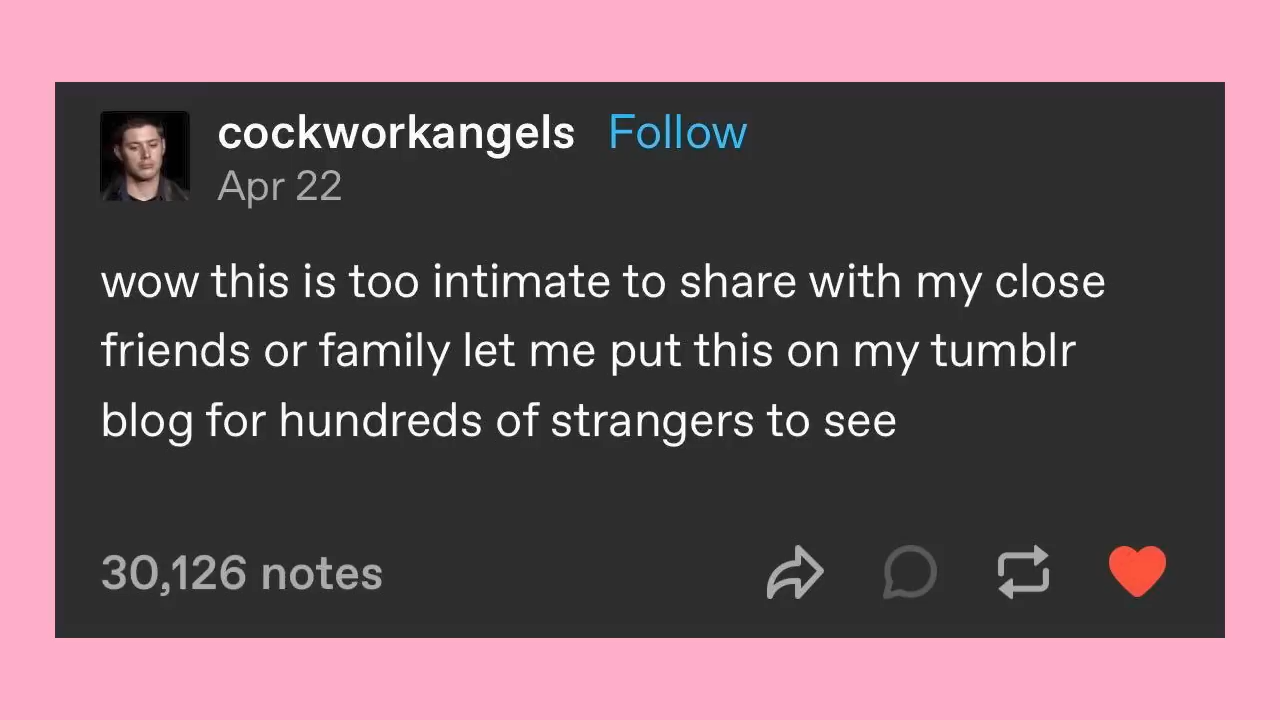 cockworkangels Follow
Apr 22
wow this is too intimate to share with my close
friends or family let me put this on my tumblr
blog for hundreds of strangers to see
30,126 notes